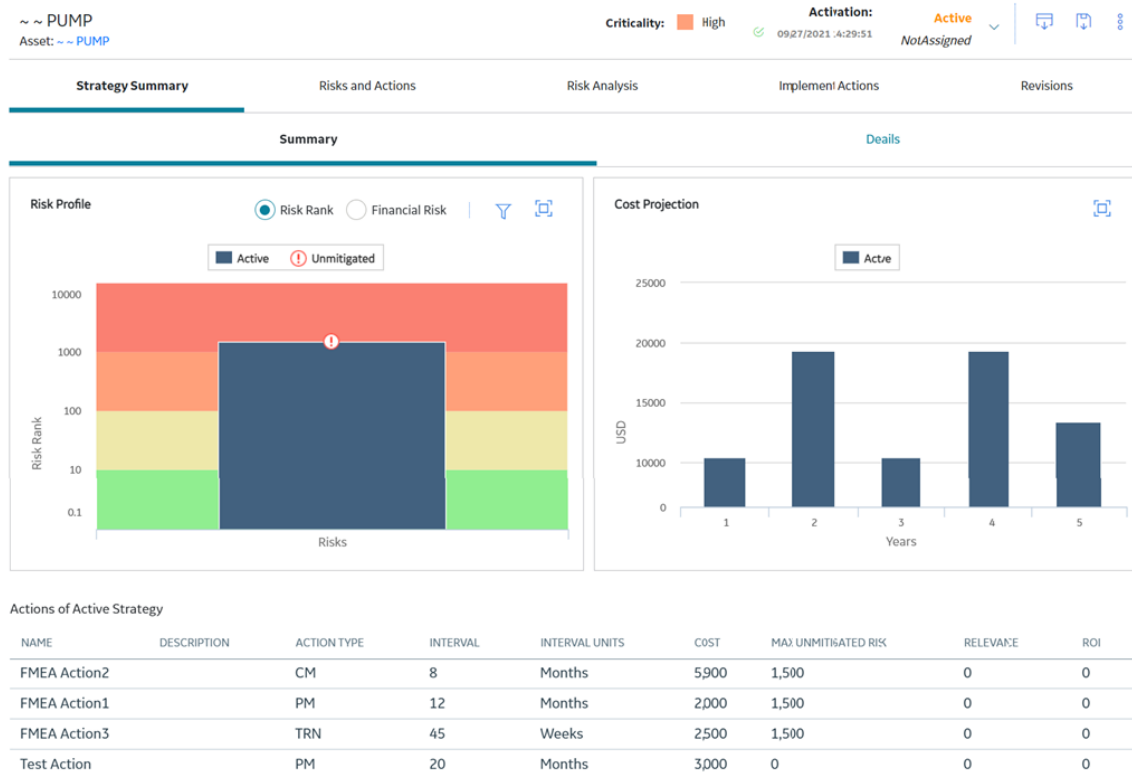 ~ ~ PUMP
Asset: ~ ~ PUMP
Criticality: High
Activation:
09/27/2021 :4:29:51
Active
NotAssigned
Strategy Summary Risks and Actions Risk Analysis Implement Actions Revisions
Summary Deails
Risk Profile Risk Rank Financial Risk
Active Unmitigated
10000
1000
100
10
0.1
Risk Rank
Risks
Cost Projection
Active
25000
20000
15000
10000
0
USD
1 2 3 4 5
Years
Actions of Active Strategy
NAME DESCRIPTION ACTION TYPE INTERVAL INTERVAL UNITS COST MAX UNMITIGATED RISK RELEVANCE ROI
FMEA Action2 CM 8 Months 5,900 1,500 0 0
FMEA Action1 PM 12 Months 2,000 1,500 0 0
FMEA Action3 TRN 45 Weeks 2,500 1,500 0 0
Test Action PM 20 Months 3,000 0 0 0